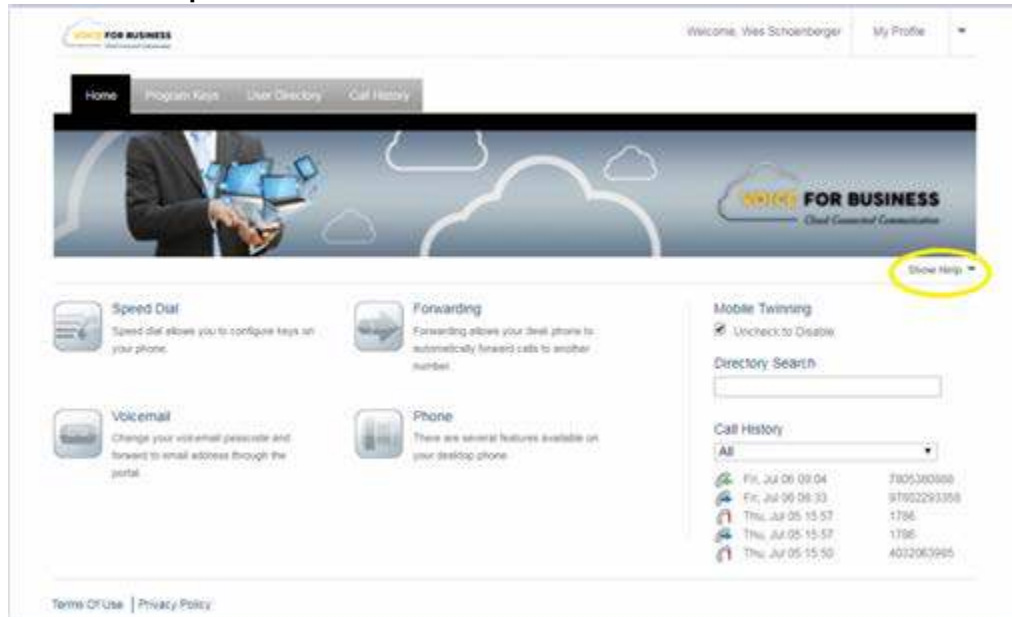 VOICE FOR BUSINESS
Welcome, Wes Schoenberger
My Profile
Home
Program Keys
User Directory
Call History
VOICE FOR BUSINESS
Cloud Connected Communication
Show Help
Speed Dial
Speed dial allows you to configure keys on
your phone.
Forwarding
Forwarding allows your desk phone to
automatically forward calls to another
number.
Voicemail
Change your voicemail passcode and
forward to email address through the
portal.
Phone
There are several features available on
your desktop phone.
Mobile Twinning
Uncheck to Disable
Directory Search
Call History
All
Fri, Jul 06 09:04
Fri, Jul 06 08:33
Thu, Jul 05 15:57 1786
Thu, Jul 05 15:57 1786
Thu, Jul 05 15:50
Terms Of Use | Privacy Policy